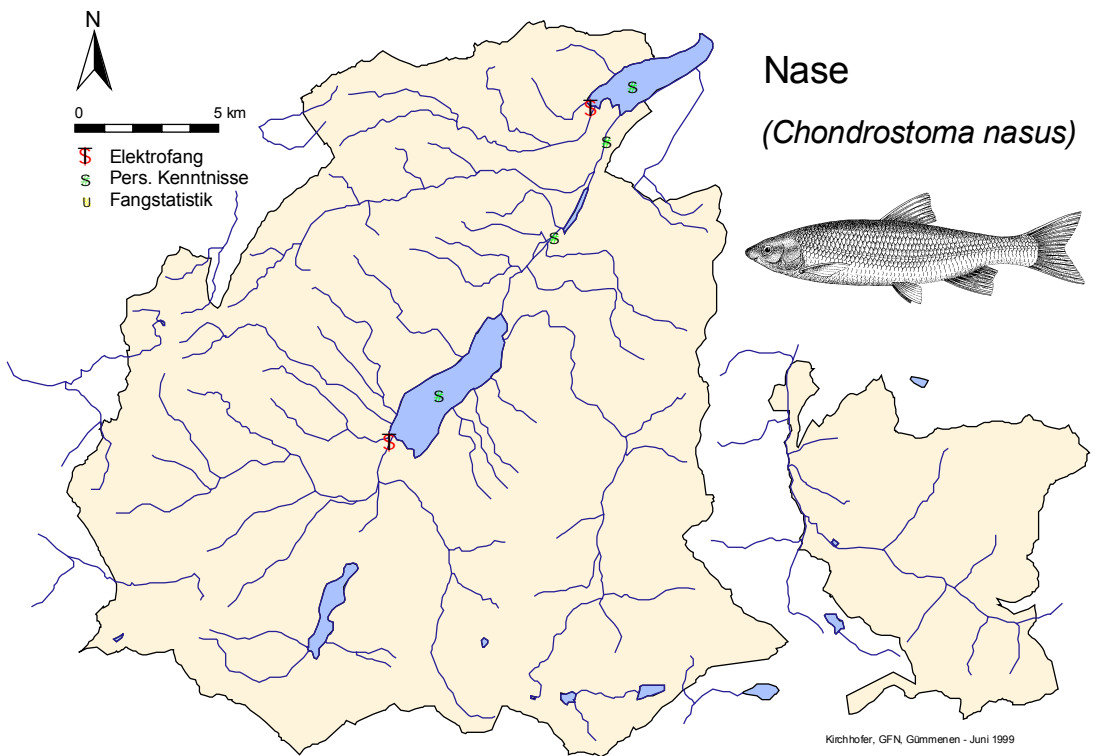 N
0 5 km
Elektrofang
S Pers. Kenntnisse
u Fangstatistik
Nase
(Chondrostoma nasus)
S
S
S
S
Kirchhofer, GFN, Gümmenen - Juni 1999